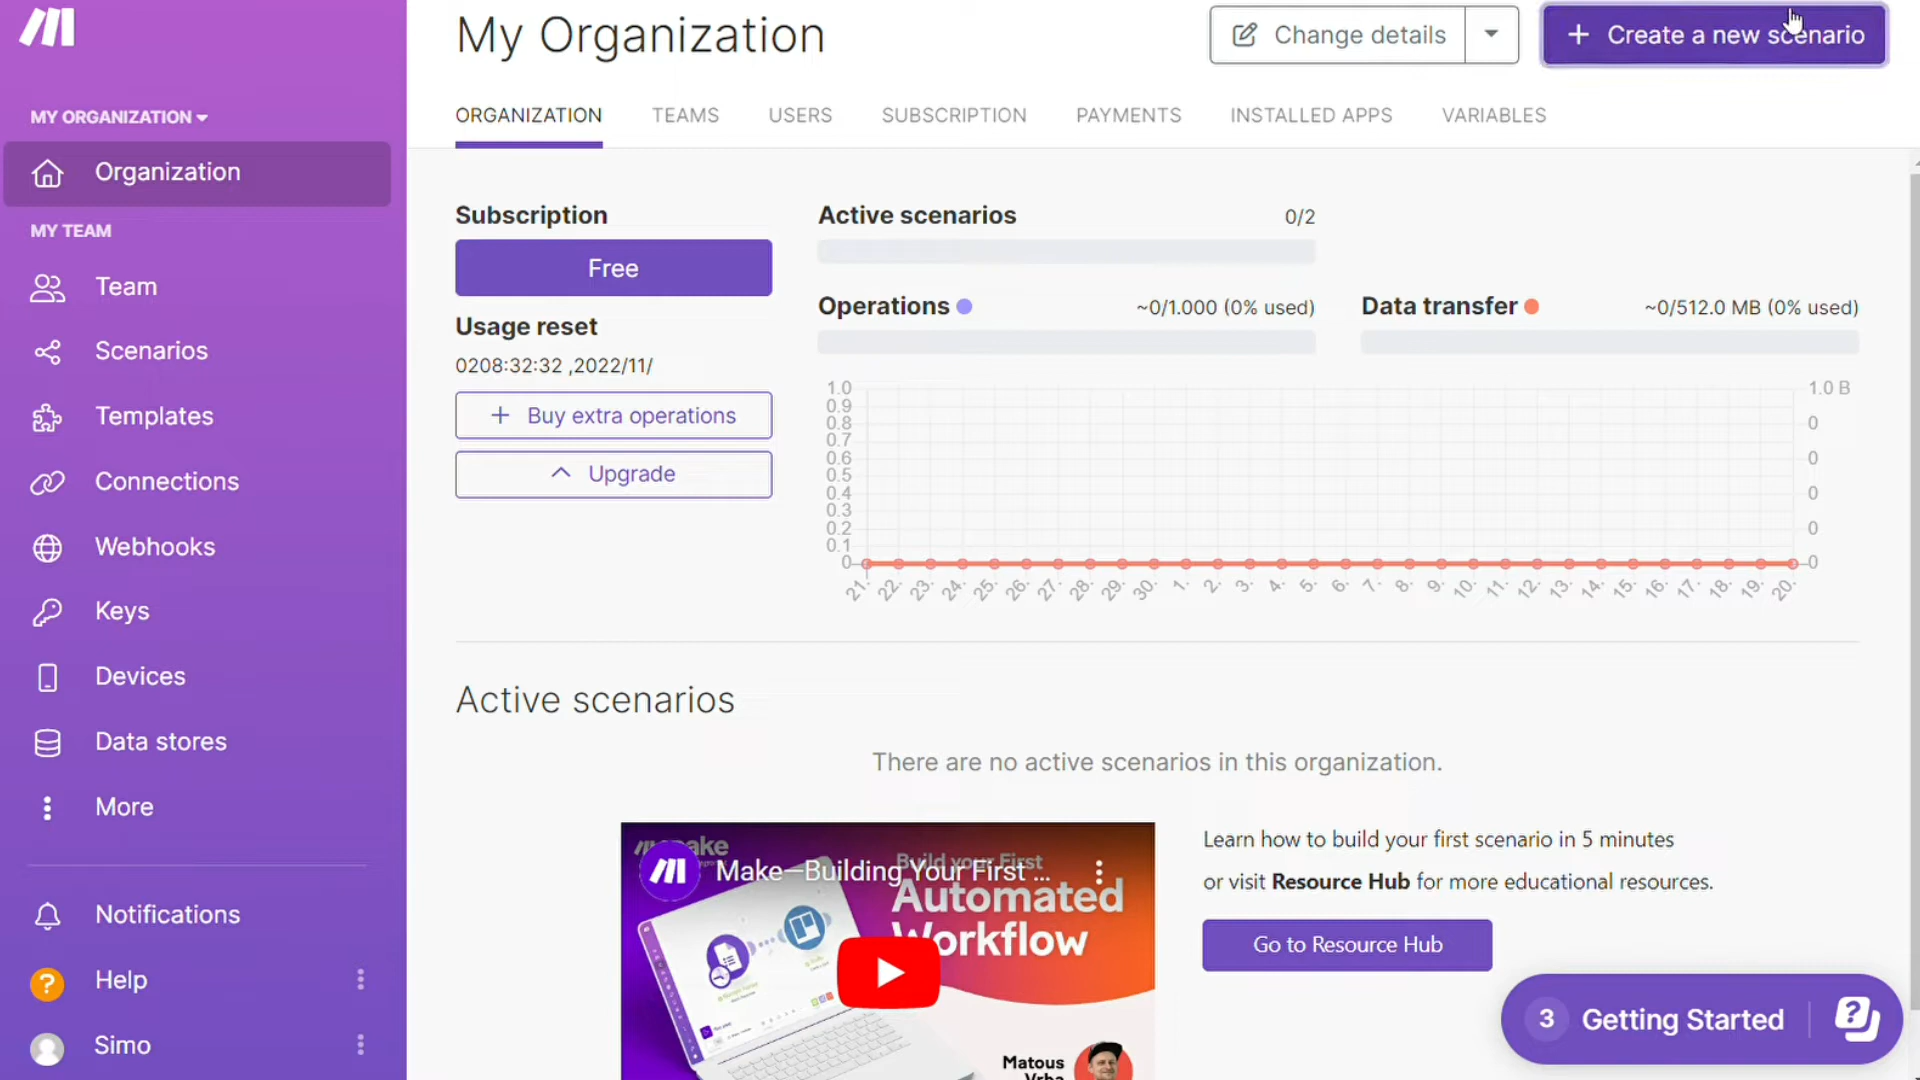 MY ORGANIZATION
Organization
MY TEAM
Team
Scenarios
Templates
Connections
Webhooks
Keys
Devices
Data stores
More
Notifications
Help
Simo
My Organization
Change details
+ Create a new scenario
ORGANIZATION TEAMS USERS SUBSCRIPTION PAYMENTS INSTALLED APPS VARIABLES
Subscription
Free
Usage reset
0208:32:32 ,2022/11/
+ Buy extra operations
Upgrade
Active scenarios 0/2
Operations ~0/1.000 (0% used)
Data transfer ~0/512.0 MB (0% used)
1.0
0.9
0.8
0.7
0.6
0.5
0.4
0.3
0.2
0.1
0
1.0 B
0
0
0
0
0
21. 22. 23. 24. 25. 26. 27. 28. 29. 30. 1. 2. 3. 4. 5. 6. 7. 8. 9. 10. 11. 12. 13. 14. 15. 16. 17. 18. 19. 20.
Active scenarios
There are no active scenarios in this organization.
make
Make—Building Your First ...
Build your First
Automated
Workflow
Matous
Vrba
Learn how to build your first scenario in 5 minutes
or visit Resource Hub for more educational resources.
Go to Resource Hub
3 Getting Started